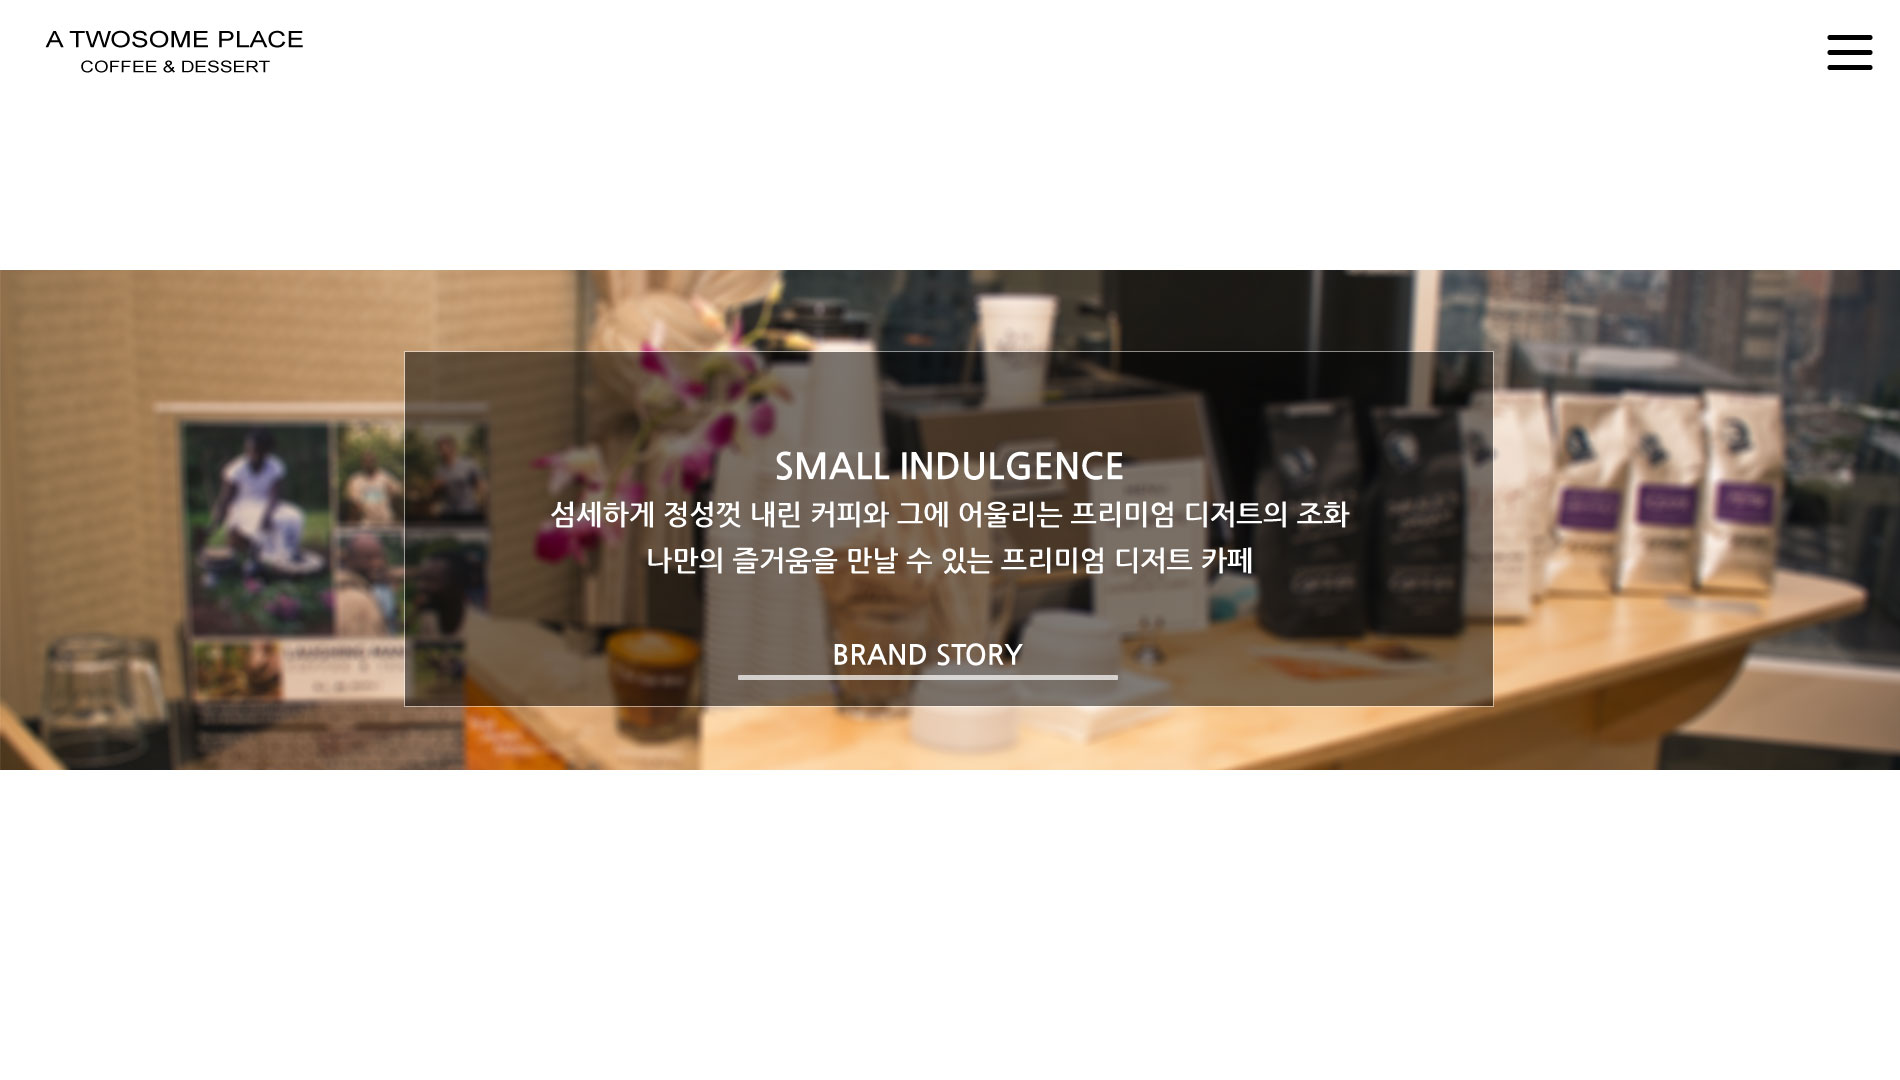 A TWOSOME PLACE
COFFEE & DESSERT
SMALL INDULGENCE
섬세하게 정성껏 내린 커피와 그에 어울리는 프리미엄 디저트의 조화
나만의 즐거움을 만날 수 있는 프리미엄 디저트 카페
BRAND STORY